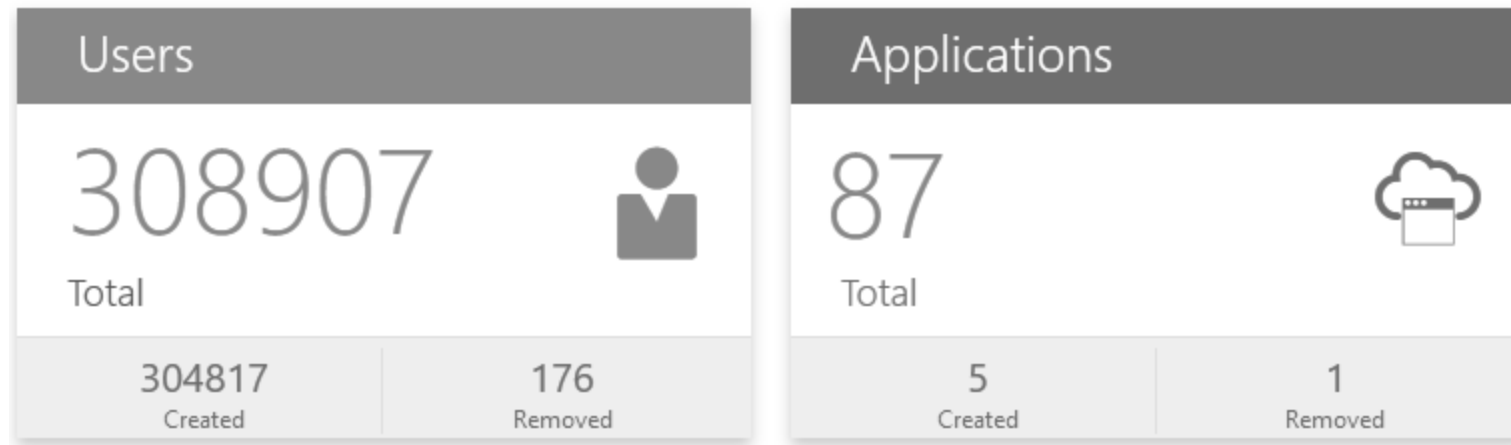 Users
308907
Total
304817
Created
176
Removed
Applications
87
Total
5
Created
1
Removed